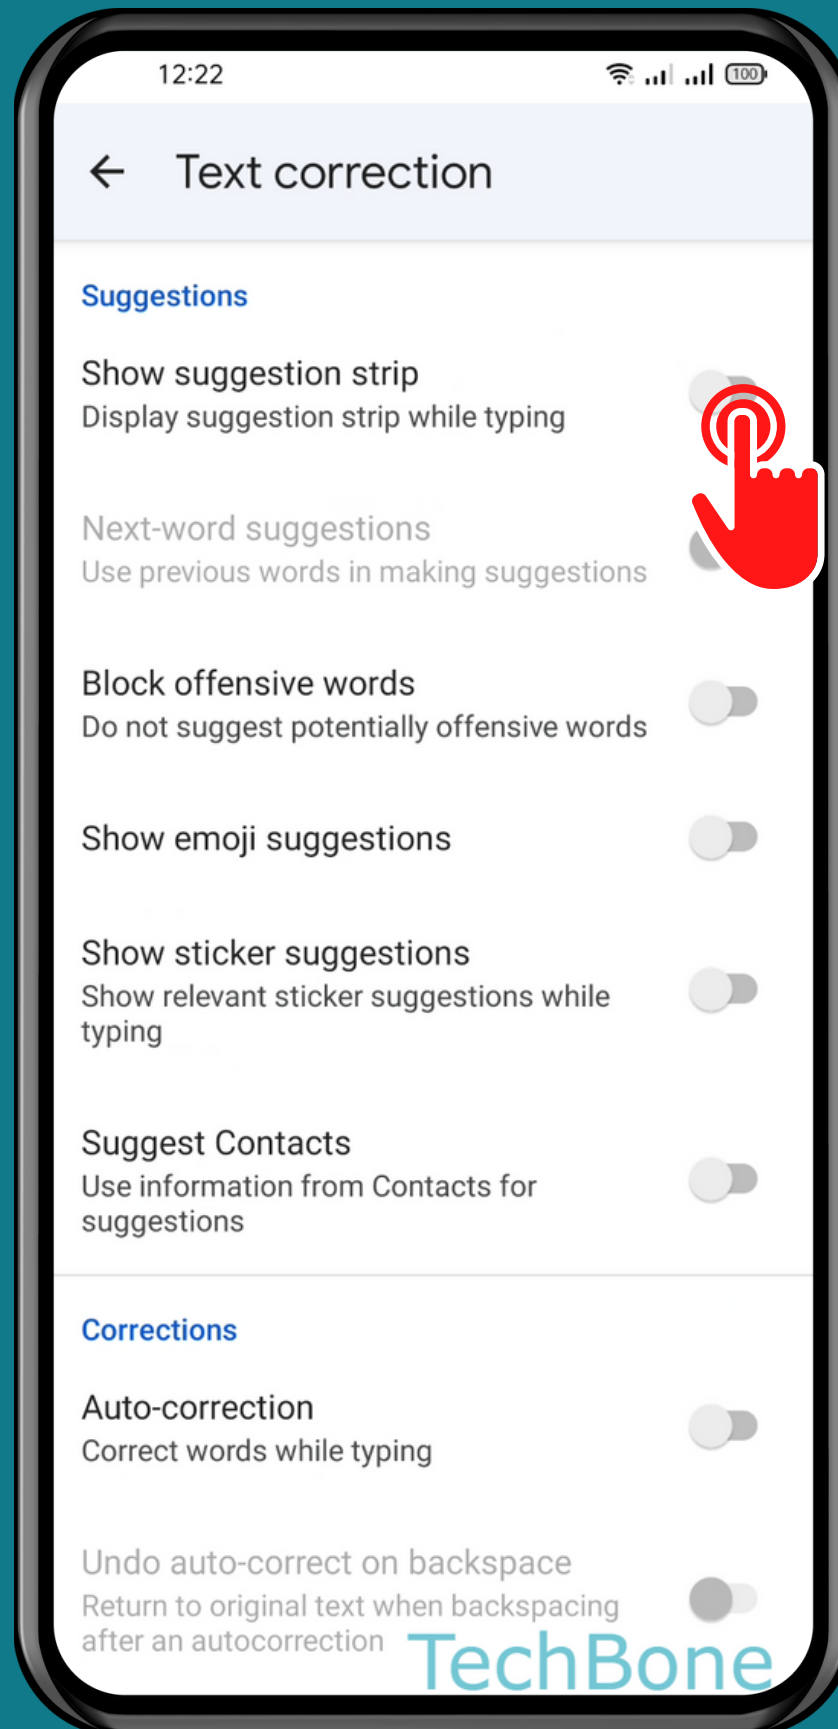 12:22
100
Text correction
Suggestions
Show suggestion strip
Display suggestion strip while typing
Next-word suggestions
Use previous words in making suggestions
Block offensive words
Do not suggest potentially offensive words
Show emoji suggestions
Show sticker suggestions
Show relevant sticker suggestions while
typing
Suggest Contacts
Use information from Contacts for
suggestions
Corrections
Auto-correction
Correct words while typing
Undo auto-correct on backspace
Return to original text when backspacing
after an autocorrection
TechBone